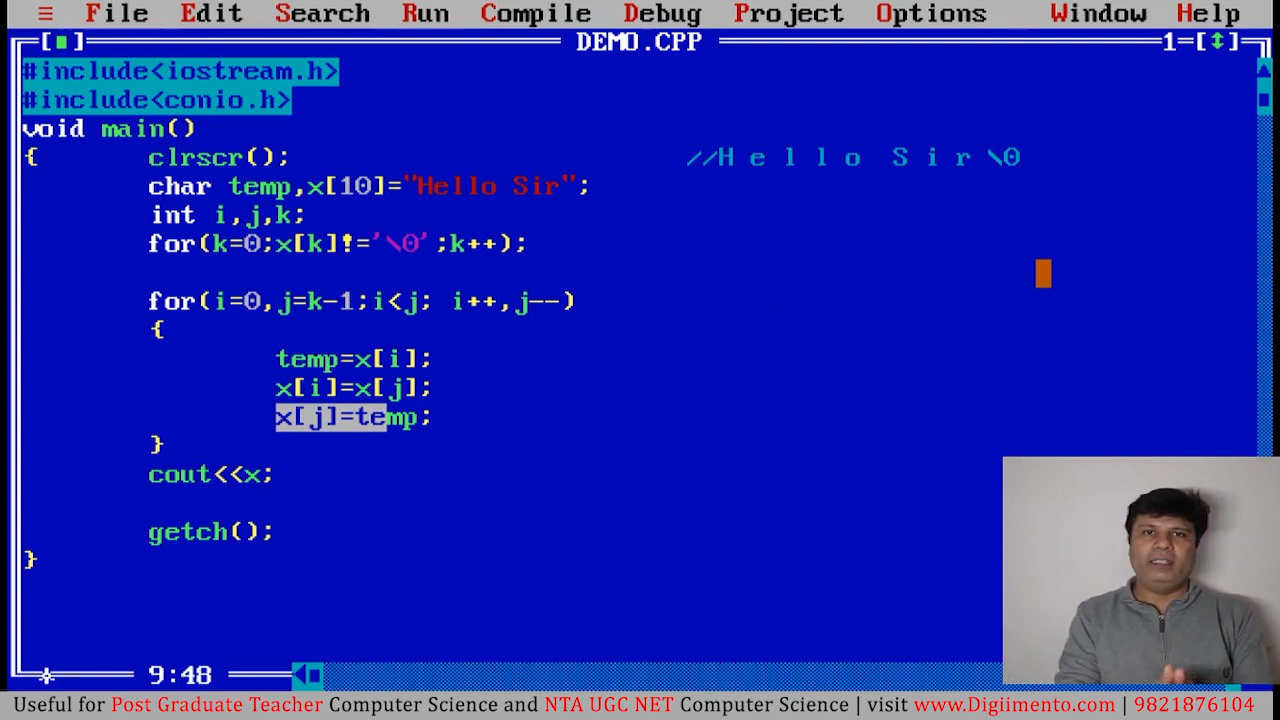 ≡ File Edit Search Run Compile Debug Project Options Window Help
[■] DEMO.CPP 1=[↕]
#include<iostream.h>
#include<conio.h>
void main()
{ clrscr(); //H e l l o S i r \0
char temp,x[10]="Hello Sir";
int i,j,k;
for(k=0;x[k]!='\0';k++);
for(i=0,j=k-1;i<j; i++,j--)
{
temp=x[i];
x[i]=x[j];
x[j]=temp;
}
cout<<x;
getch();
}
9:48
Useful for Post Graduate Teacher Computer Science and NTA UGC NET Computer Science | visit www.Digiimento.com | 9821876104